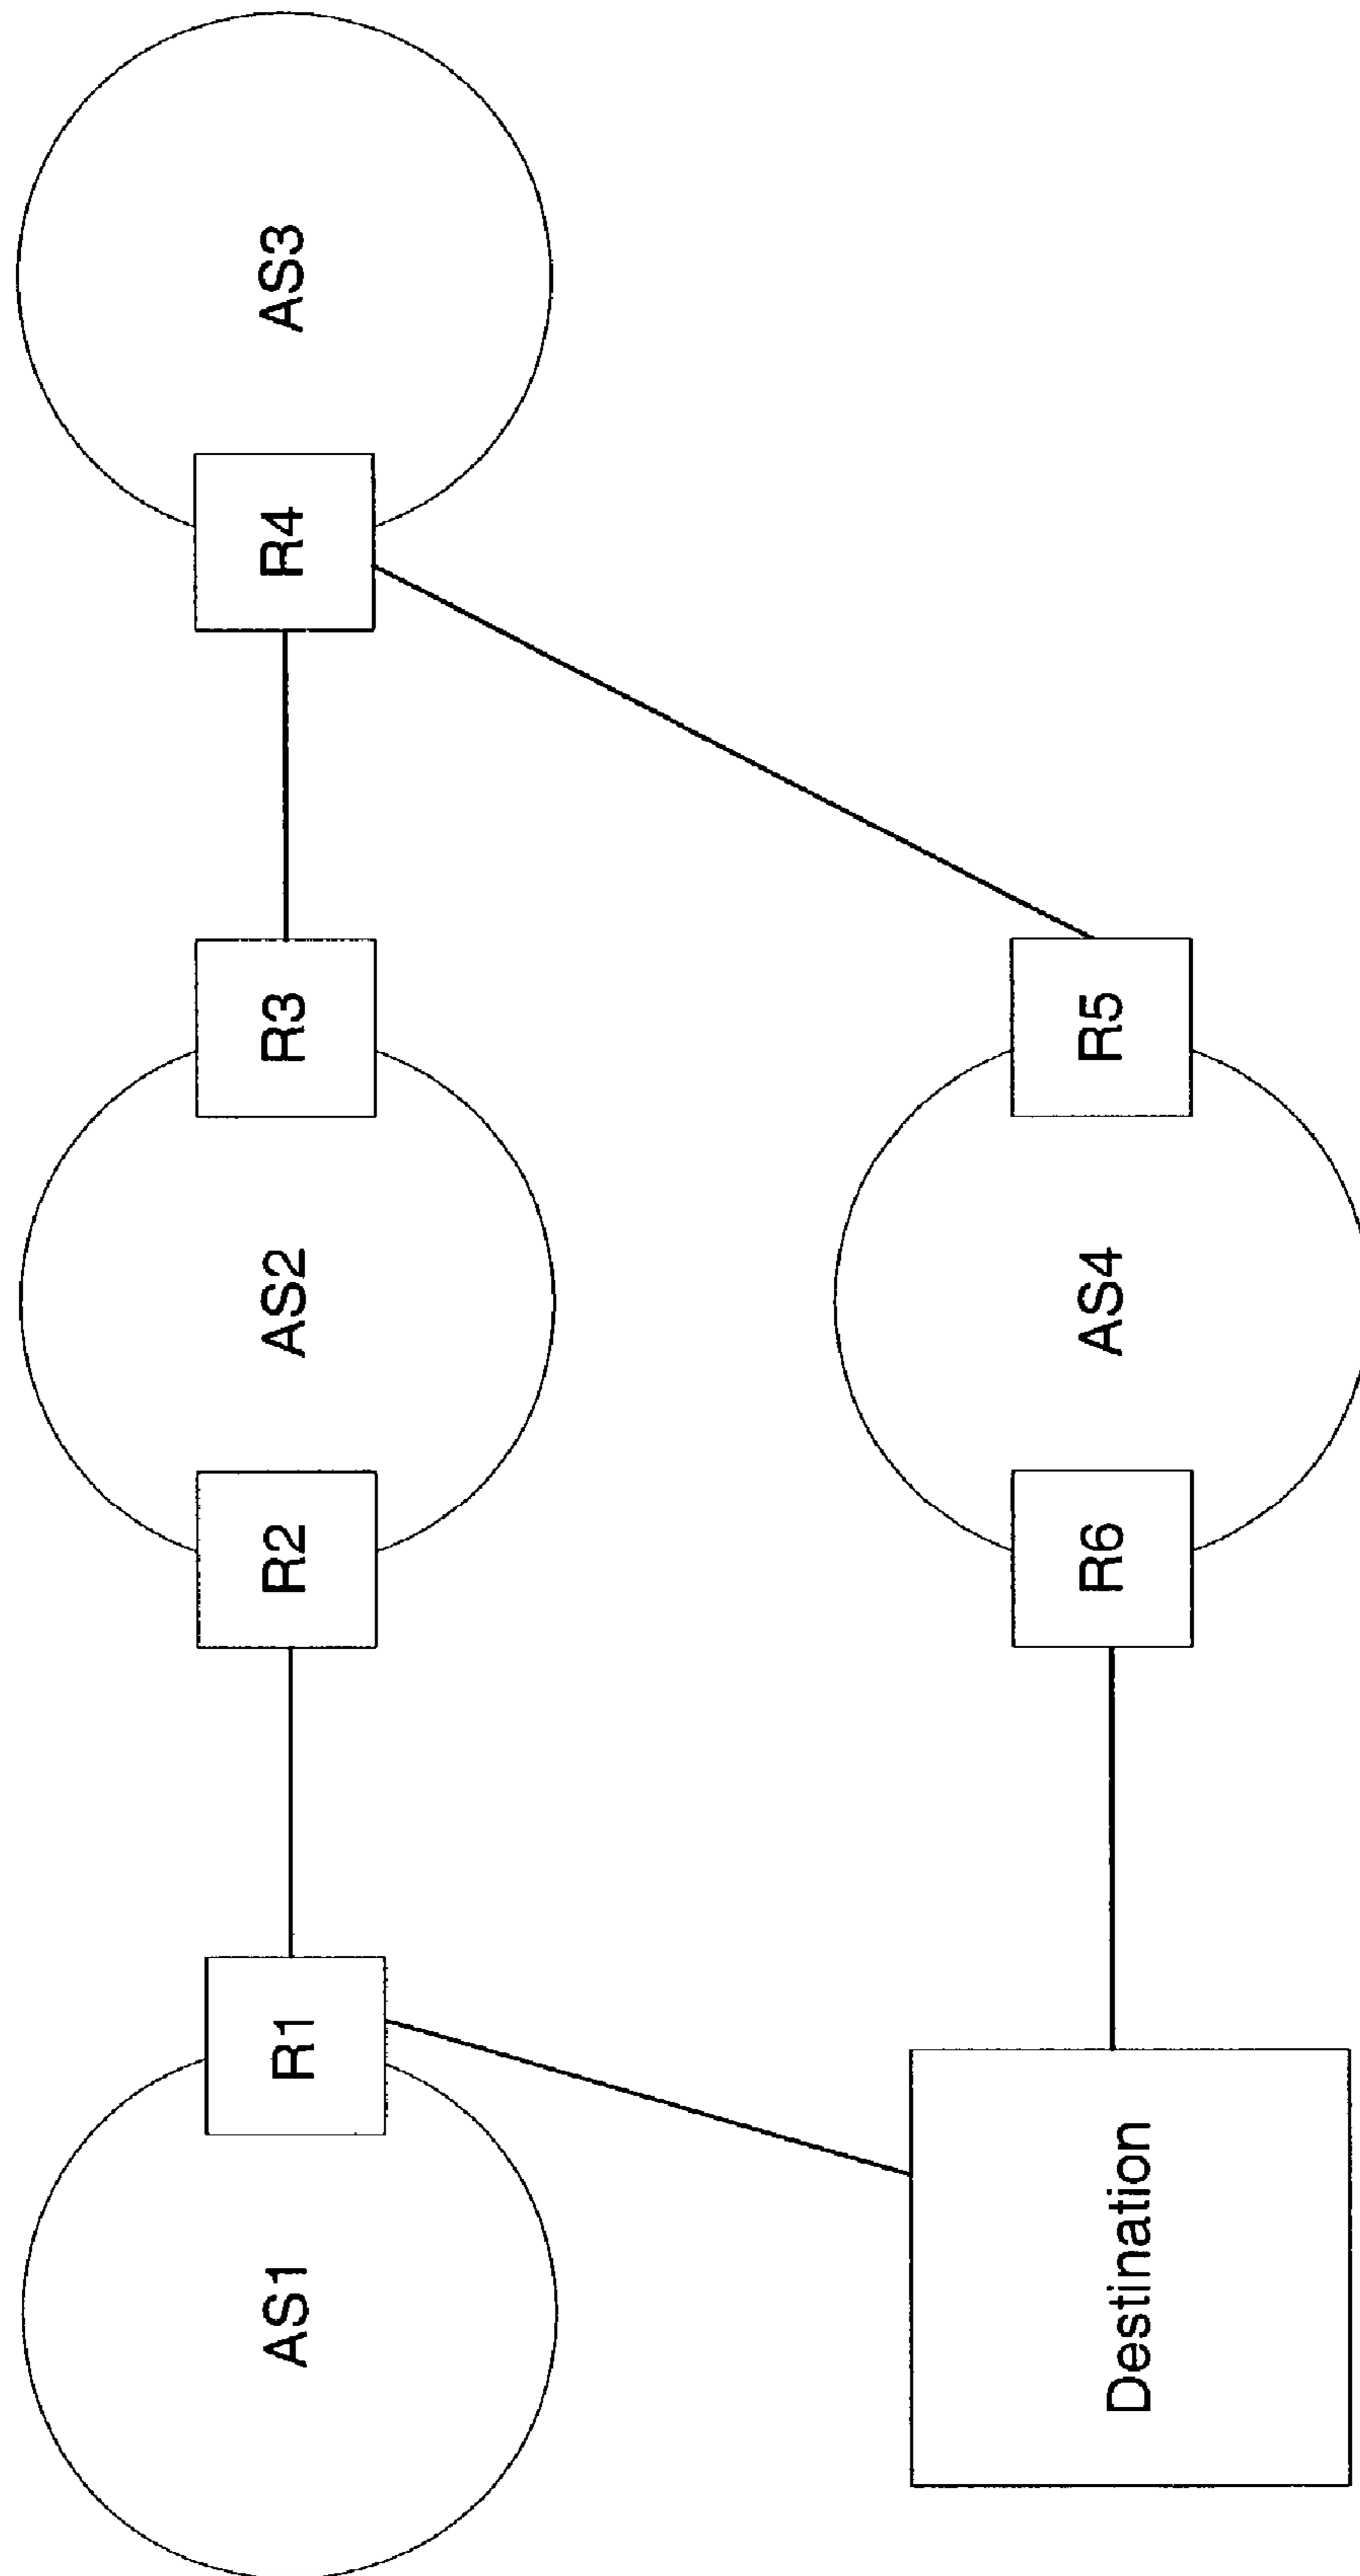 AS1
R1
R2
AS2
R3
R4
AS3
Destination
R6
AS4
R5